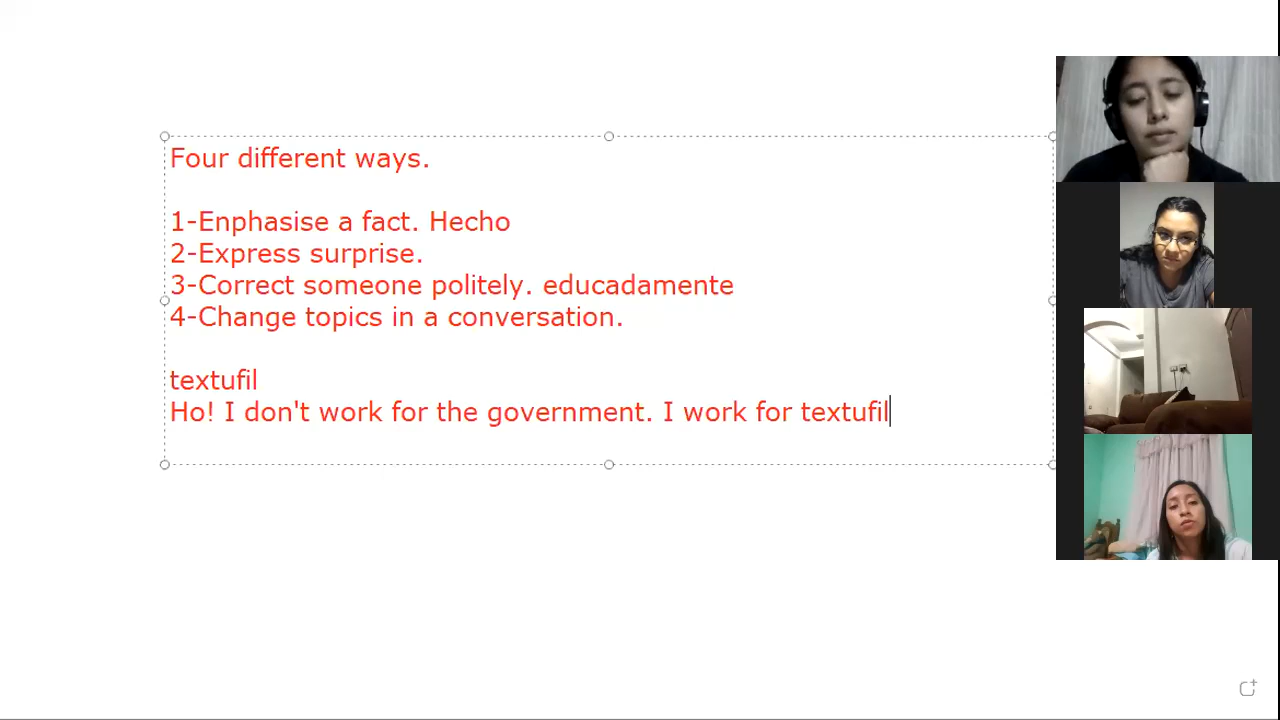 Four different ways.
1-Enphasise a fact. Hecho
2-Express surprise.
3-Correct someone politely. educadamente
4-Change topics in a conversation.
textufil
Ho! I don't work for the government. I work for textufil